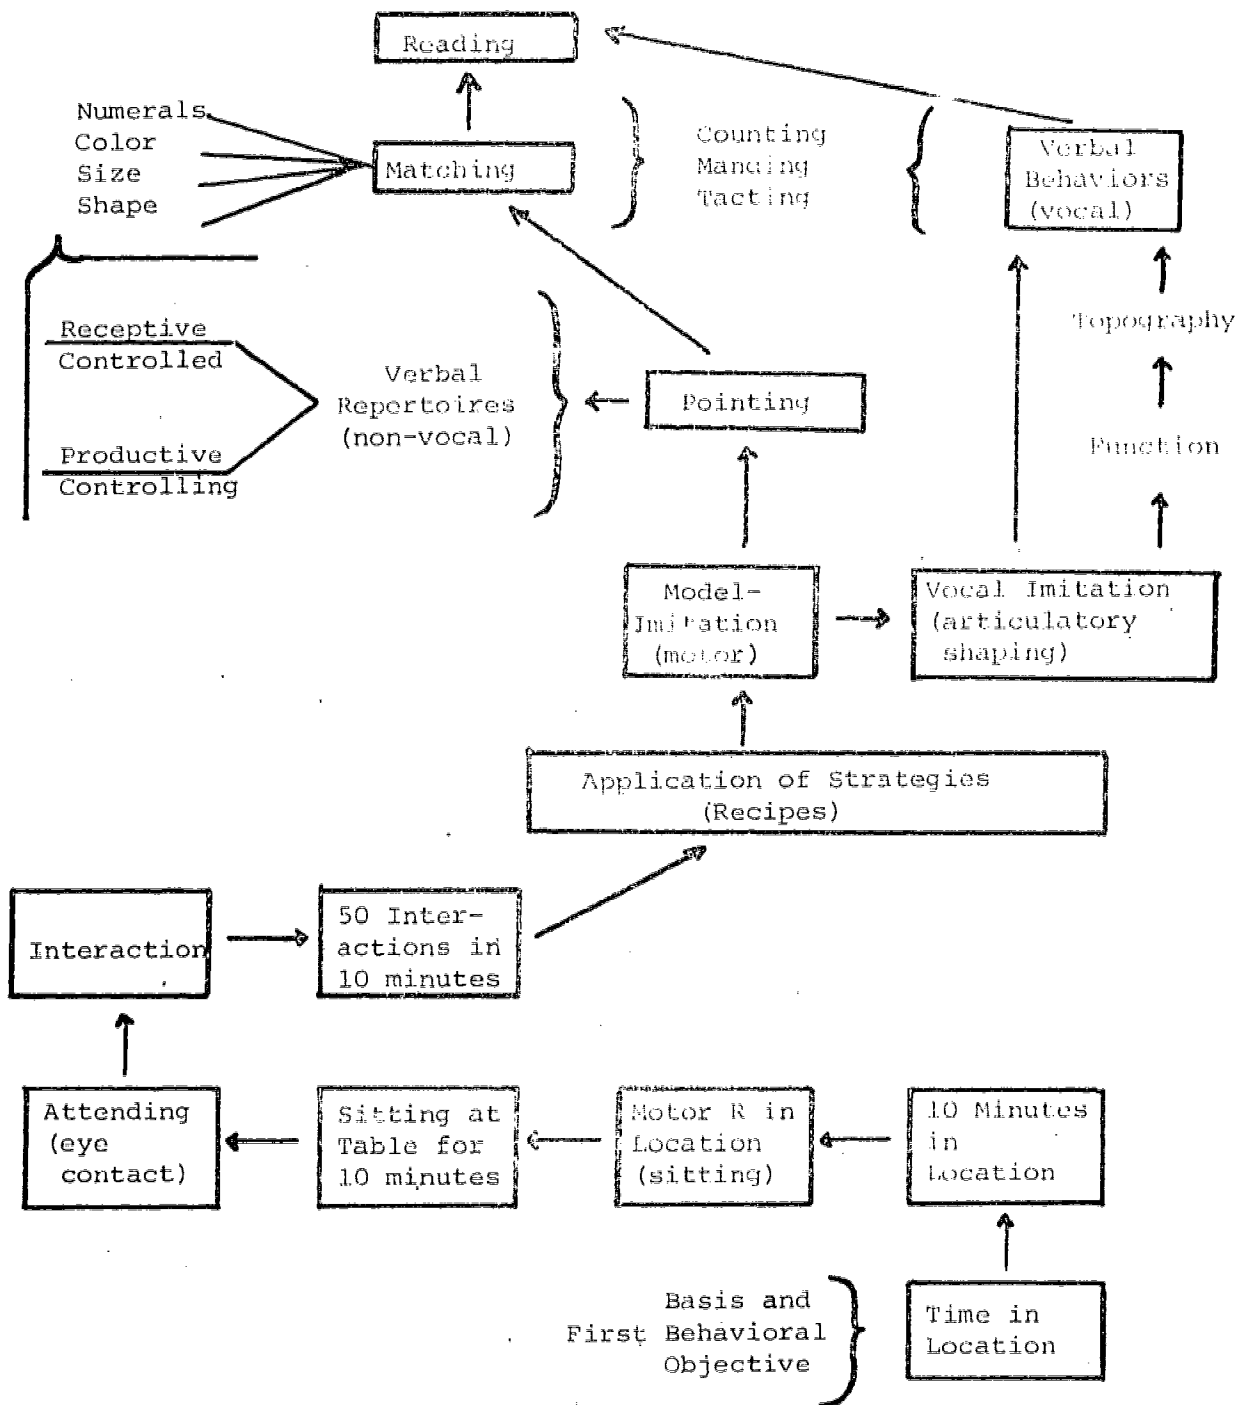 Reading
Numerals
Color
Size
Shape
Matching
Counting
Manding
Tacting
Verbal
Behaviors
(vocal)
Topography
Function
Receptive
Controlled
Productive
Controlling
Verbal
Repertoires
(non-vocal)
Pointing
Model-
Imitation
(motor)
Vocal Imitation
(articulatory
shaping)
Application of Strategies
(Recipes)
Interaction
50 Inter-
actions in
10 minutes
Attending
(eye
contact)
Sitting at
Table for
10 minutes
Motor R in
Location
(sitting)
10 Minutes
in
Location
Basis and
First Behavioral
Objective
Time in
Location